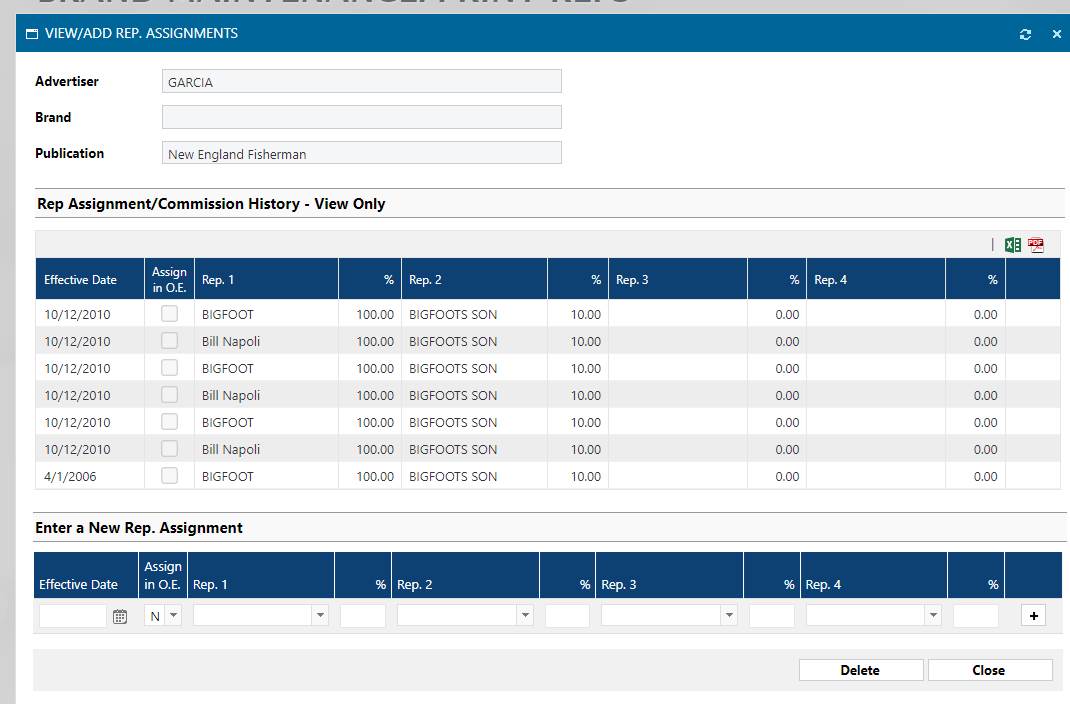 BRAND MAINTENANCE: PRINT REPS
VIEW/ADD REP. ASSIGNMENTS
Advertiser GARCIA
Brand
Publication New England Fisherman
Rep Assignment/Commission History - View Only
PDF
Effective Date Assign in O.E. Rep. 1 % Rep. 2 % Rep. 3 % Rep. 4 %
10/12/2010 BIGFOOT 100.00 BIGFOOTS SON 10.00 0.00 0.00
10/12/2010 Bill Napoli 100.00 BIGFOOTS SON 10.00 0.00 0.00
10/12/2010 BIGFOOT 100.00 BIGFOOTS SON 10.00 0.00 0.00
10/12/2010 Bill Napoli 100.00 BIGFOOTS SON 10.00 0.00 0.00
10/12/2010 BIGFOOT 100.00 BIGFOOTS SON 10.00 0.00 0.00
10/12/2010 Bill Napoli 100.00 BIGFOOTS SON 10.00 0.00 0.00
4/1/2006 BIGFOOT 100.00 BIGFOOTS SON 10.00 0.00 0.00
Enter a New Rep. Assignment
Effective Date Assign in O.E. Rep. 1 % Rep. 2 % Rep. 3 % Rep. 4 %
N +
Delete Close